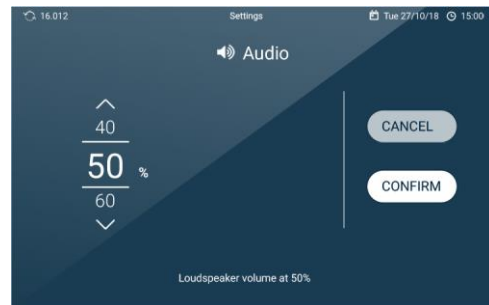 16.012 Settings Tue 27/10/18 15:00
Audio
40
50 %
60
CANCEL
CONFIRM
Loudspeaker volume at 50%